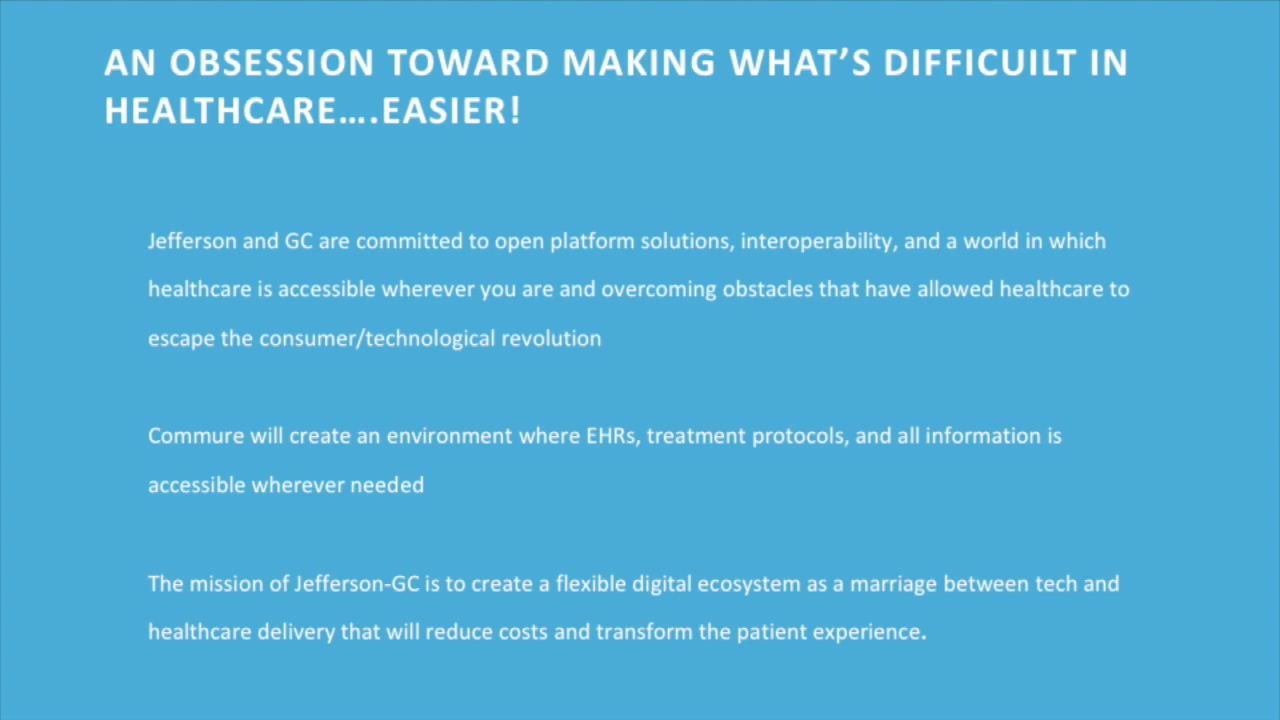 AN OBSESSION TOWARD MAKING WHAT’S DIFFICUILT IN
HEALTHCARE….EASIER!
Jefferson and GC are committed to open platform solutions, interoperability, and a world in which
healthcare is accessible wherever you are and overcoming obstacles that have allowed healthcare to
escape the consumer/technological revolution
Commure will create an environment where EHRs, treatment protocols, and all information is
accessible wherever needed
The mission of Jefferson-GC is to create a flexible digital ecosystem as a marriage between tech and
healthcare delivery that will reduce costs and transform the patient experience.